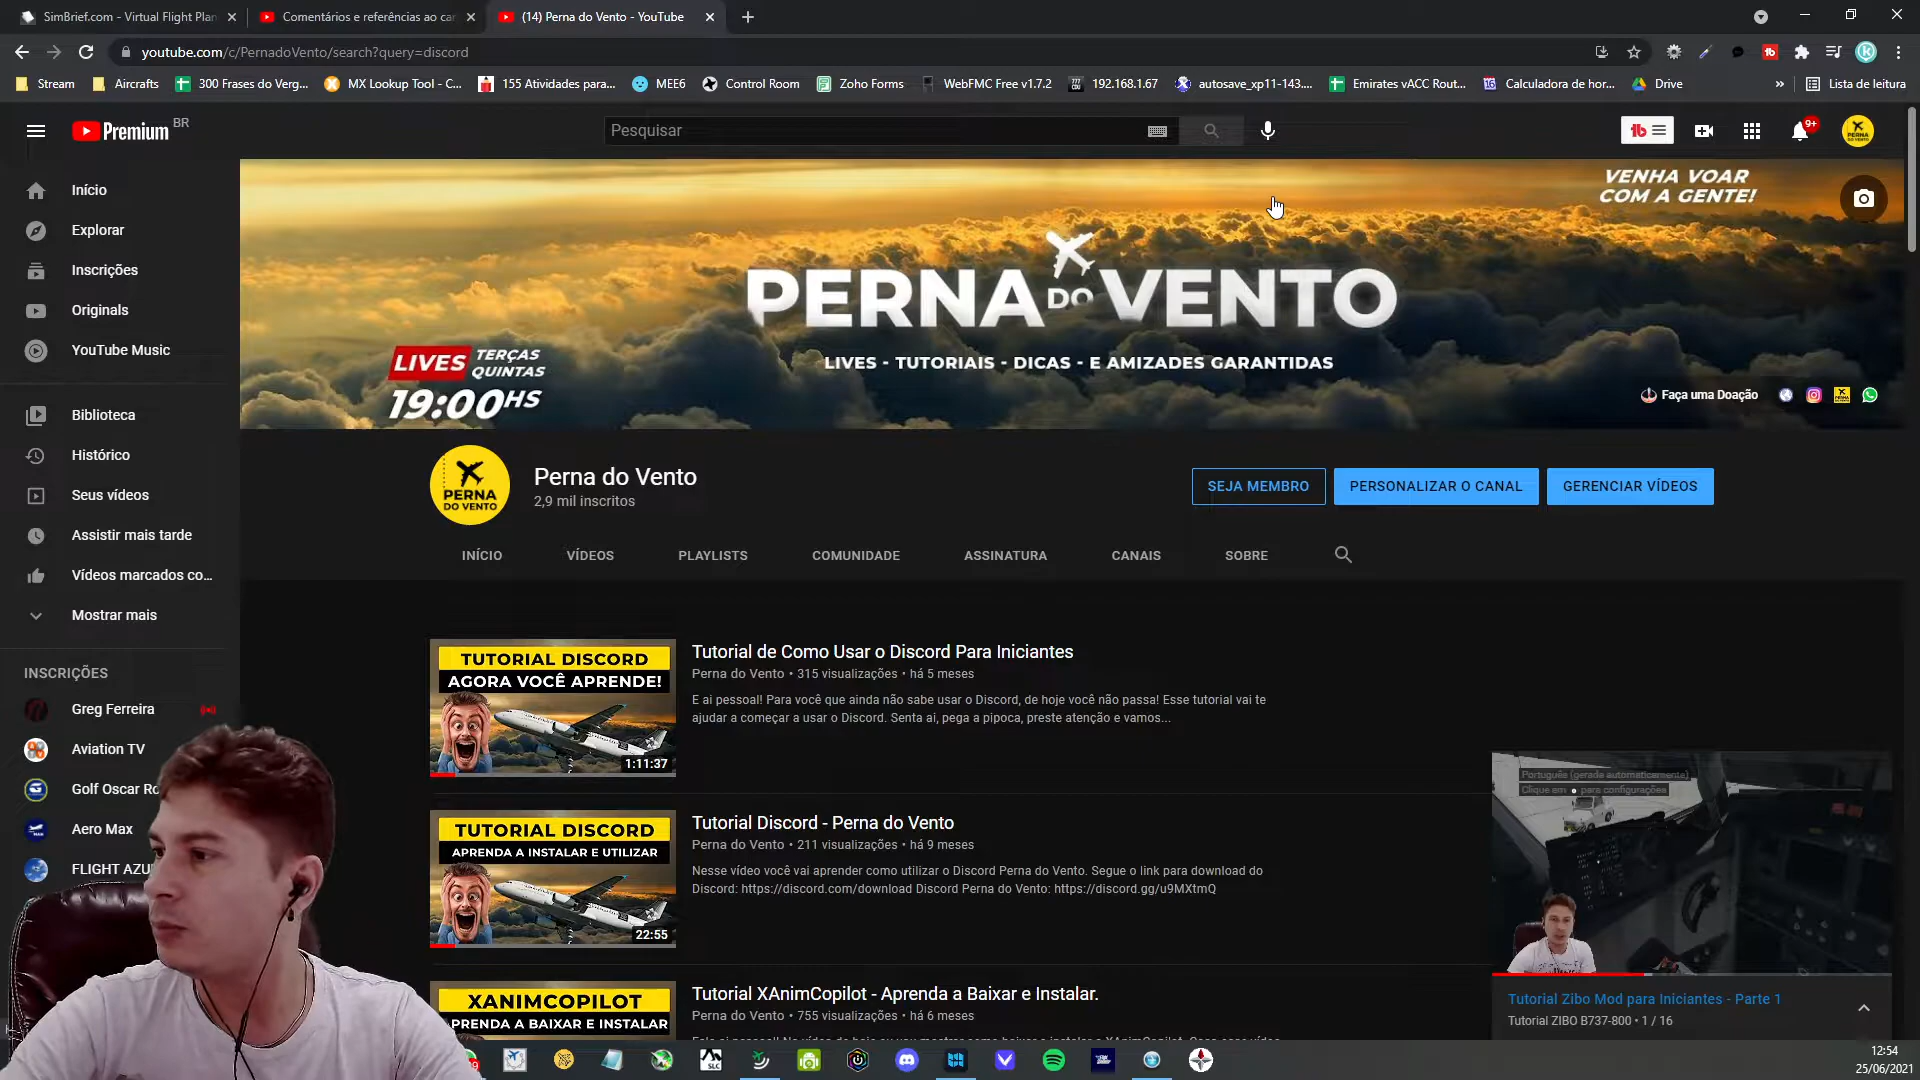 SimBrief.com - Virtual Flight Plan
Comentários e referências ao car
(14) Perna do Vento - YouTube
youtube.com/c/PernadoVento/search?query=discord
Stream
Aircrafts
300 Frases do Verg...
MX Lookup Tool - C...
155 Atividades para...
MEE6
Control Room
Zoho Forms
WebFMC Free v1.7.2
192.168.1.67
autosave_xp11-143....
Emirates vACC Rout...
Calculadora de hor...
Drive
»
Lista de leitura
Premium BR
Pesquisar
9+
Início
Explorar
Inscrições
Originals
YouTube Music
Biblioteca
Histórico
Seus vídeos
Assistir mais tarde
Vídeos marcados co...
Mostrar mais
INSCRIÇÕES
Greg Ferreira
Aviation TV
Golf Oscar Ro
Aero Max
FLIGHT AZU
VENHA VOAR
COM A GENTE!
PERNA DO VENTO
LIVES - TUTORIAIS - DICAS - E AMIZADES GARANTIDAS
LIVES TERÇAS
QUINTAS
19:00HS
Faça uma Doação
PERNA
DO VENTO
Perna do Vento
2,9 mil inscritos
SEJA MEMBRO
PERSONALIZAR O CANAL
GERENCIAR VÍDEOS
INÍCIO
VÍDEOS
PLAYLISTS
COMUNIDADE
ASSINATURA
CANAIS
SOBRE
TUTORIAL DISCORD
AGORA VOCÊ APRENDE!
1:11:37
Tutorial de Como Usar o Discord Para Iniciantes
Perna do Vento • 315 visualizações • há 5 meses
E ai pessoal! Para você que ainda não sabe usar o Discord, de hoje você não passa! Esse tutorial vai te
ajudar a começar a usar o Discord. Senta ai, pega a pipoca, preste atenção e vamos...
TUTORIAL DISCORD
APRENDA A INSTALAR E UTILIZAR
22:55
Tutorial Discord - Perna do Vento
Perna do Vento • 211 visualizações • há 9 meses
Nesse vídeo você vai aprender como utilizar o Discord Perna do Vento. Segue o link para download do
Discord: https://discord.com/download Discord Perna do Vento: https://discord.gg/u9MXtmQ
XANIMCOPILOT
PRENDA A BAIXAR E INSTALAR
Tutorial XAnimCopilot - Aprenda a Baixar e Instalar.
Perna do Vento • 755 visualizações • há 6 meses
Português (gerada automaticamente)
Clique em para configurações
Tutorial Zibo Mod para Iniciantes - Parte 1
Tutorial ZIBO B737-800 • 1 / 16
SLC
12:54
25/06/2021